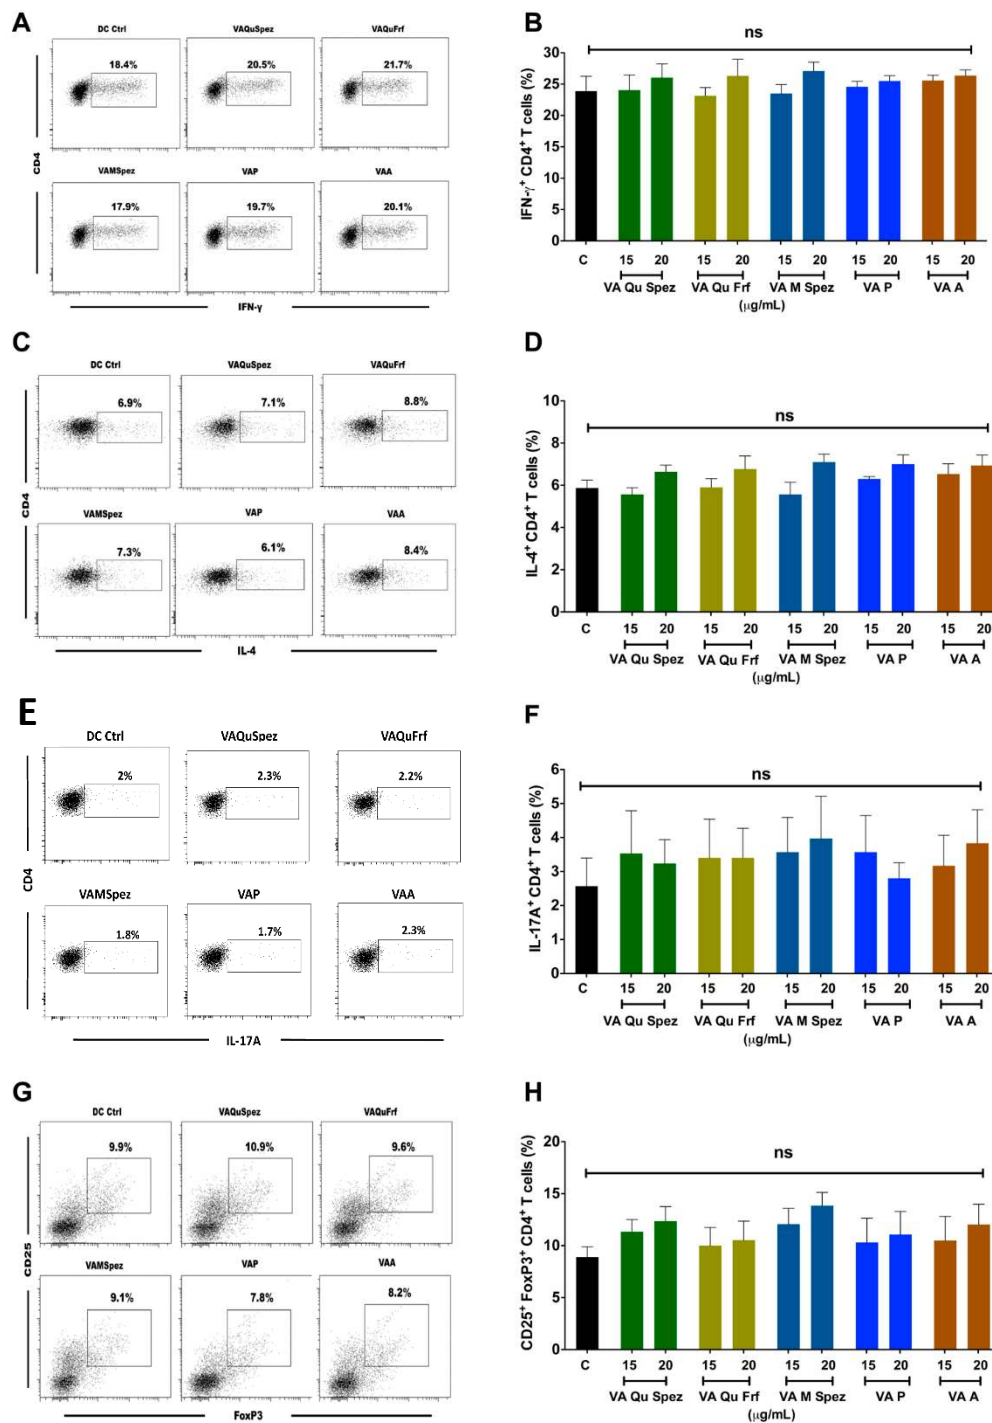 A
DC Ctrl VAQuSpez VAQuFrf
18.4% 20.5% 21.7%
VAMSpez VAP VAA
17.9% 19.7% 20.1%
CD4
IFN-γ
B
ns
IFN-γ+ CD4+ T cells (%)
30
25
20
15
10
5
0
C 15 20 15 20 15 20 15 20 15 20
VA Qu Spez VA Qu Frf VA M Spez VA P VA A
(μg/mL)
C
DC Ctrl VAQuSpez VAQuFrf
6.9% 7.1% 8.8%
VAMSpez VAP VAA
7.3% 6.1% 8.4%
CD4
IL-4
D
ns
IL-4+ CD4+ T cells (%)
10
8
6
4
2
0
C 15 20 15 20 15 20 15 20 15 20
VA Qu Spez VA Qu Frf VA M Spez VA P VA A
(μg/mL)
E
DC Ctrl VAQuSpez VAQuFrf
2% 2.3% 2.2%
VAMSpez VAP VAA
1.8% 1.7% 2.3%
CD4
IL-17A
F
ns
IL-17A+ CD4+ T cells (%)
6
5
4
3
2
1
0
C 15 20 15 20 15 20 15 20 15 20
VA Qu Spez VA Qu Frf VA M Spez VA P VA A
(μg/mL)
G
DC Ctrl VAQuSpez VAQuFrf
9.9% 10.9% 9.6%
VAMSpez VAP VAA
9.1% 7.8% 8.2%
CD25
FoxP3
H
ns
CD25+ FoxP3+ CD4+ T cells (%)
20
15
10
5
0
C 15 20 15 20 15 20 15 20 15 20
VA Qu Spez VA Qu Frf VA M Spez VA P VA A
(μg/mL)